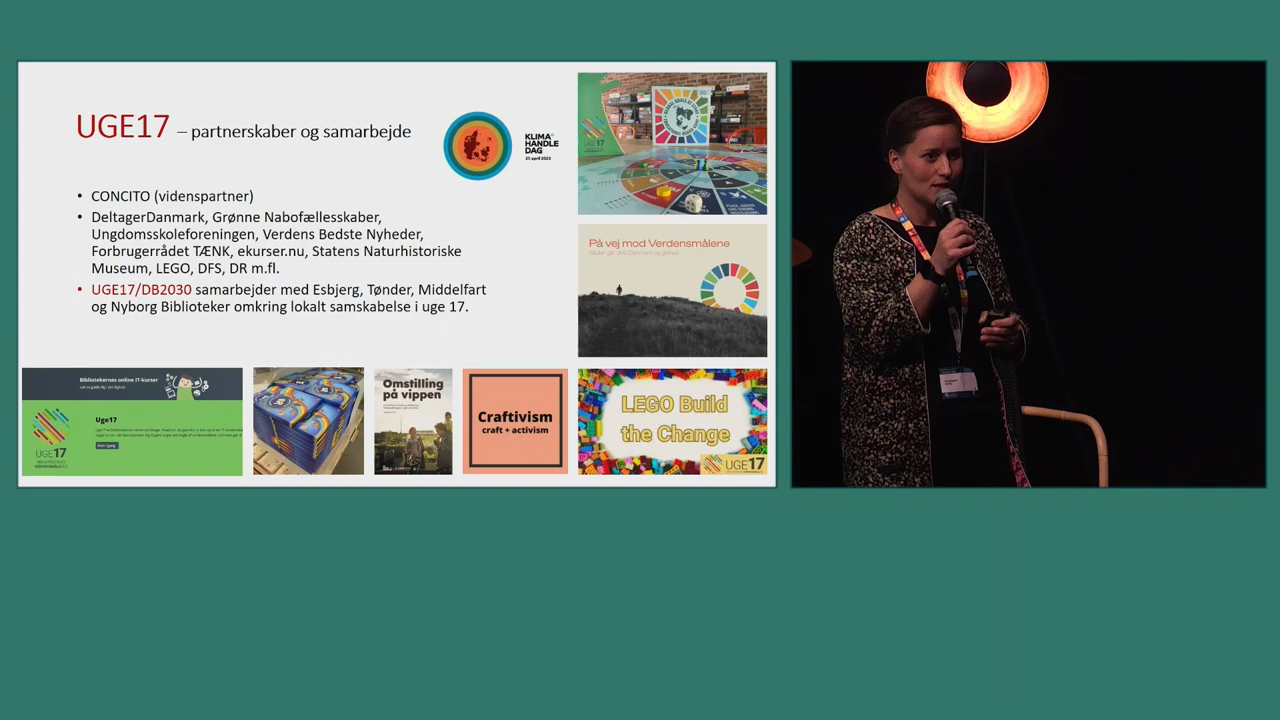 UGE17 – partnerskaber og samarbejde
KLIMA
HANDLE
DAG
27. april 2023
• CONCITO (videnspartner)
• DeltagerDanmark, Grønne Nabofællesskaber,
Ungdomsskoleforeningen, Verdens Bedste Nyheder,
Forbrugerrådet TÆNK, ekurser.nu, Statens Naturhistoriske
Museum, LEGO, DFS, DR m.fl.
• UGE17/DB2030 samarbejder med Esbjerg, Tønder, Middelfart
og Nyborg Biblioteker omkring lokalt samskabelse i uge 17.
På vej mod Verdensmålene
Bibliotekernes online IT-kurser
Uge17
UGE17
Omstilling
på vippen
Craftivism
craft + activism
LEGO Build
the Change
UGE17